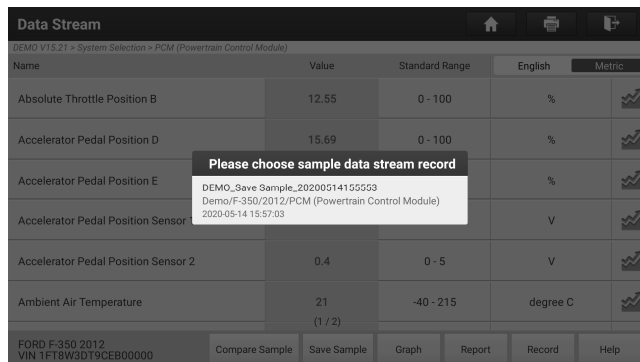 Data Stream
DEMO V15.21 > System Selection > PCM (Powertrain Control Module)
Name Value Standard Range English Metric
Absolute Throttle Position B 12.55 0 - 100 %
Accelerator Pedal Position D 15.69 0 - 100 %
Please choose sample data stream record
Accelerator Pedal Position E %
DEMO_Save Sample_20200514155553
Demo/F-350/2012/PCM (Powertrain Control Module)
2020-05-14 15:57:03
Accelerator Pedal Position Sensor V
Accelerator Pedal Position Sensor 2 0.4 0 - 5 V
Ambient Air Temperature 21 -40 - 215 degree C
(1 / 2)
FORD F-350 2012
VIN 1FT8W3DT9CEB00000
Compare Sample Save Sample Graph Report Record Help